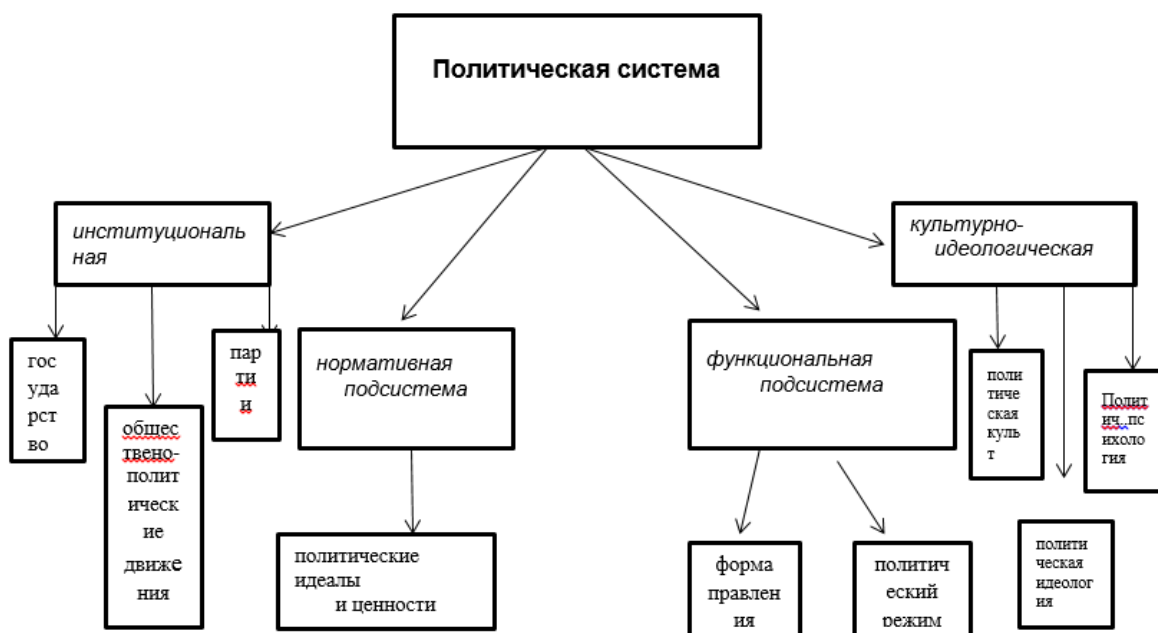 Политическая система
институциональ
ная
культурно-
идеологическая
гос
уда
рст
во
общес
твено-
полит
ическ
ие
движе
ния
пар
ти
и
нормативная
подсистема
функциональная
подсистема
поли
тиче
ская
куль
т
Полит
ич..пс
ихоло
гия
политические
идеалы
и ценности
форма
правлен
ия
политич
еский
режим
полити
ческая
идеолог
ия